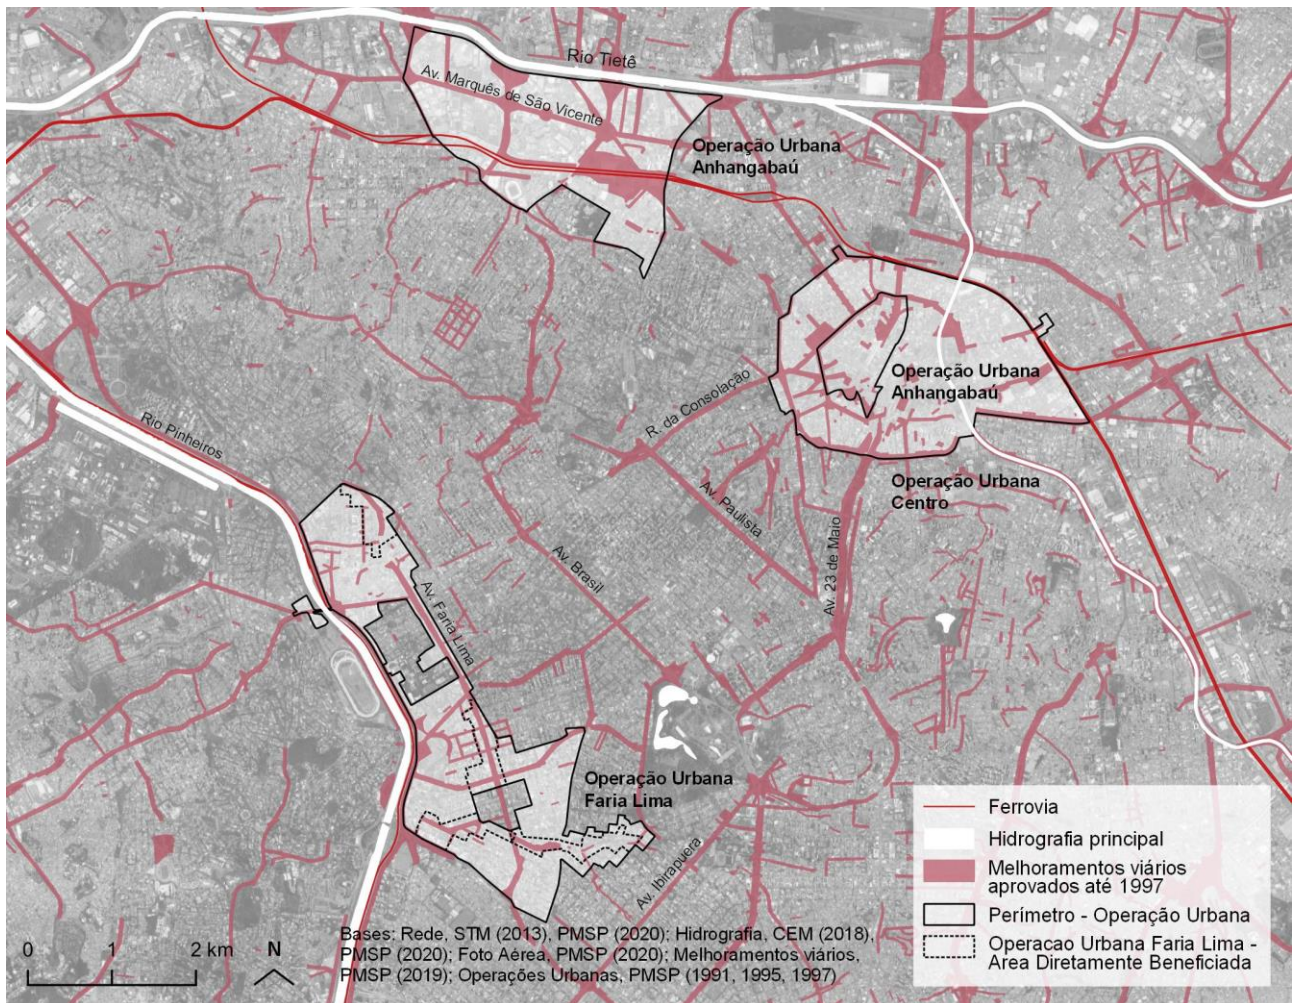 Rio Tietê
Av. Marquês de São Vicente
Operação Urbana
Anhangabaú
Operação Urbana
Anhangabaú
R. da Consolação
Operação Urbana
Centro
Rio Pinheiros
Av. Paulista
Av. 23 de Maio
Av. Brasil
Av. Faria Lima
Operação Urbana
Faria Lima
Av. Ibirapuera
Ferrovia
Hidrografia principal
Melhoramentos viários
aprovados até 1997
Perímetro - Operação Urbana
Operacao Urbana Faria Lima -
Area Diretamente Beneficiada
0 1 2 km N
Bases: Rede, STM (2013), PMSP (2020); Hidrografia, CEM (2018),
PMSP (2020); Foto Aérea, PMSP (2020); Melhoramentos viários,
PMSP (2019); Operações Urbanas, PMSP (1991, 1995, 1997)